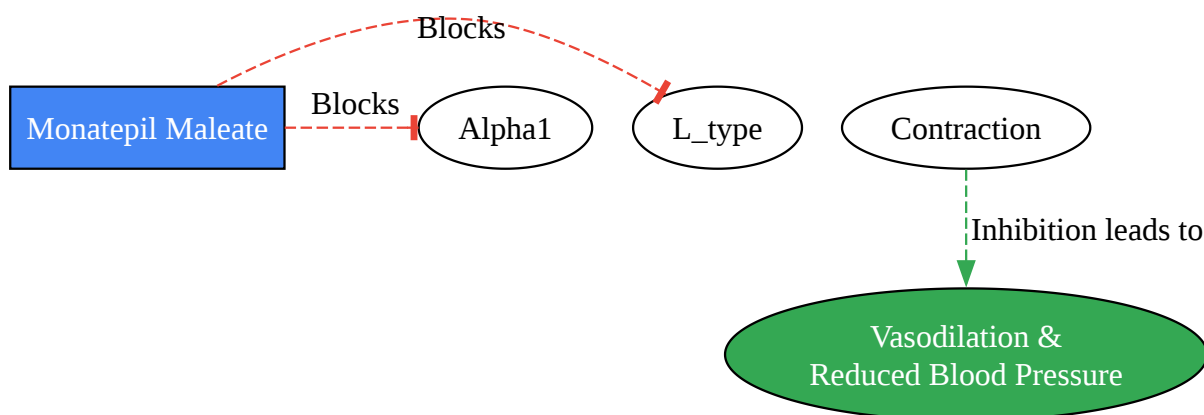 Blocks
Monatepil Maleate
Blocks
Alpha1
L_type
Contraction
Inhibition leads to
Vasodilation &
Reduced Blood Pressure